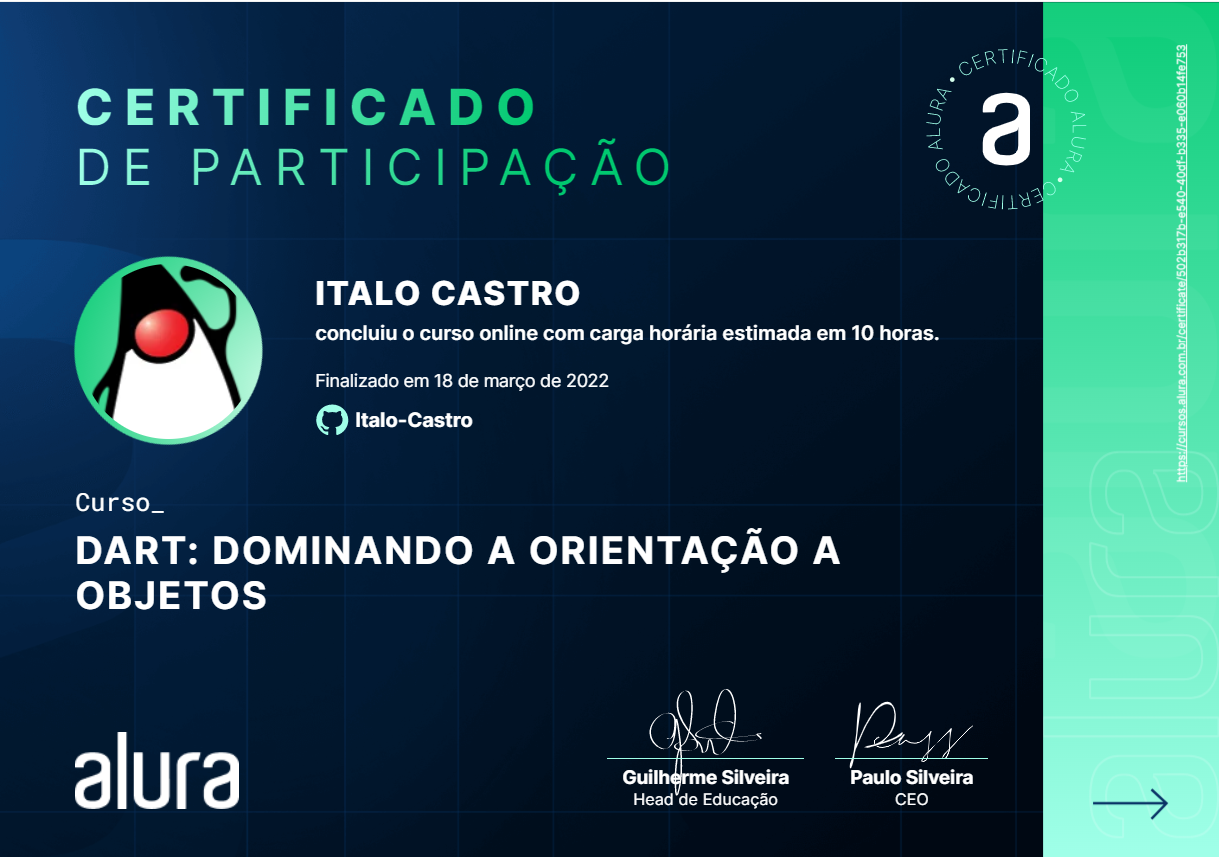 CERTIFICADO
DE PARTICIPAÇÃO
CERTIFICADO ALURA • CERTIFICADO ALURA •
a
https://cursos.alura.com.br/certificate/502b317b-e540-40df-b335-e060b14fe753
ITALO CASTRO
concluiu o curso online com carga horária estimada em 10 horas.
Finalizado em 18 de março de 2022
Italo-Castro
Curso_
DART: DOMINANDO A ORIENTAÇÃO A
OBJETOS
alura
Guilherme Silveira
Head de Educação
Paulo Silveira
CEO
alura